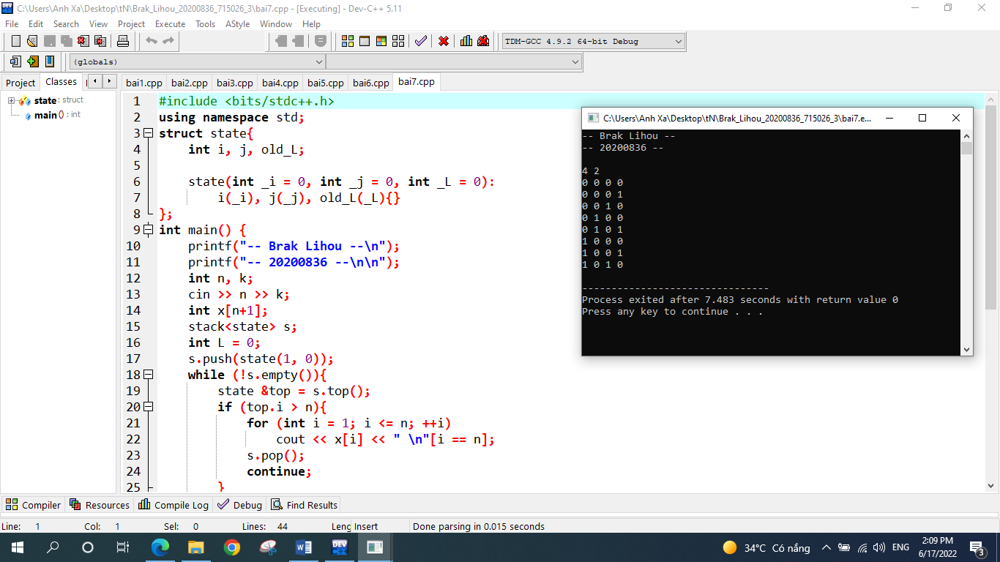 C:\Users\Anh Xa\Desktop\tN\Brak_Lihou_20200836_715026_3\bai7.cpp - [Executing] - Dev-C++ 5.11
File Edit Search View Project Execute Tools AStyle Window Help
TDM-GCC 4.9.2 64-bit Debug
(globals)
Project Classes
bai1.cpp bai2.cpp bai3.cpp bai4.cpp bai5.cpp bai6.cpp bai7.cpp
state : struct
main () : int
1 #include <bits/stdc++.h>
2 using namespace std;
3 struct state{
4     int i, j, old_L;
5
6     state(int _i = 0, int _j = 0, int _L = 0):
7         i(_i), j(_j), old_L(_L){}
8 };
9 int main() {
10     printf("-- Brak Lihou --\n");
11     printf("-- 20200836 --\n\n");
12     int n, k;
13     cin >> n >> k;
14     int x[n+1];
15     stack<state> s;
16     int L = 0;
17     s.push(state(1, 0));
18     while (!s.empty()){
19         state &top = s.top();
20         if (top.i > n){
21             for (int i = 1; i <= n; ++i)
22                 cout << x[i] << " \n"[i == n];
23             s.pop();
24             continue;
25         }
C:\Users\Anh Xa\Desktop\tN\Brak_Lihou_20200836_715026_3\bai7.e...
-- Brak Lihou --
-- 20200836 --
4 2
0 0 0 0
0 0 0 1
0 0 1 0
0 1 0 0
0 1 0 1
1 0 0 0
1 0 0 1
1 0 1 0
--------------------------------
Process exited after 7.483 seconds with return value 0
Press any key to continue . . .
Compiler Resources Compile Log Debug Find Results
Line: 1 Col: 1 Sel: 0 Lines: 44 Leng Insert Done parsing in 0.015 seconds
34°C Có nắng ENG 2:09 PM
6/17/2022 3